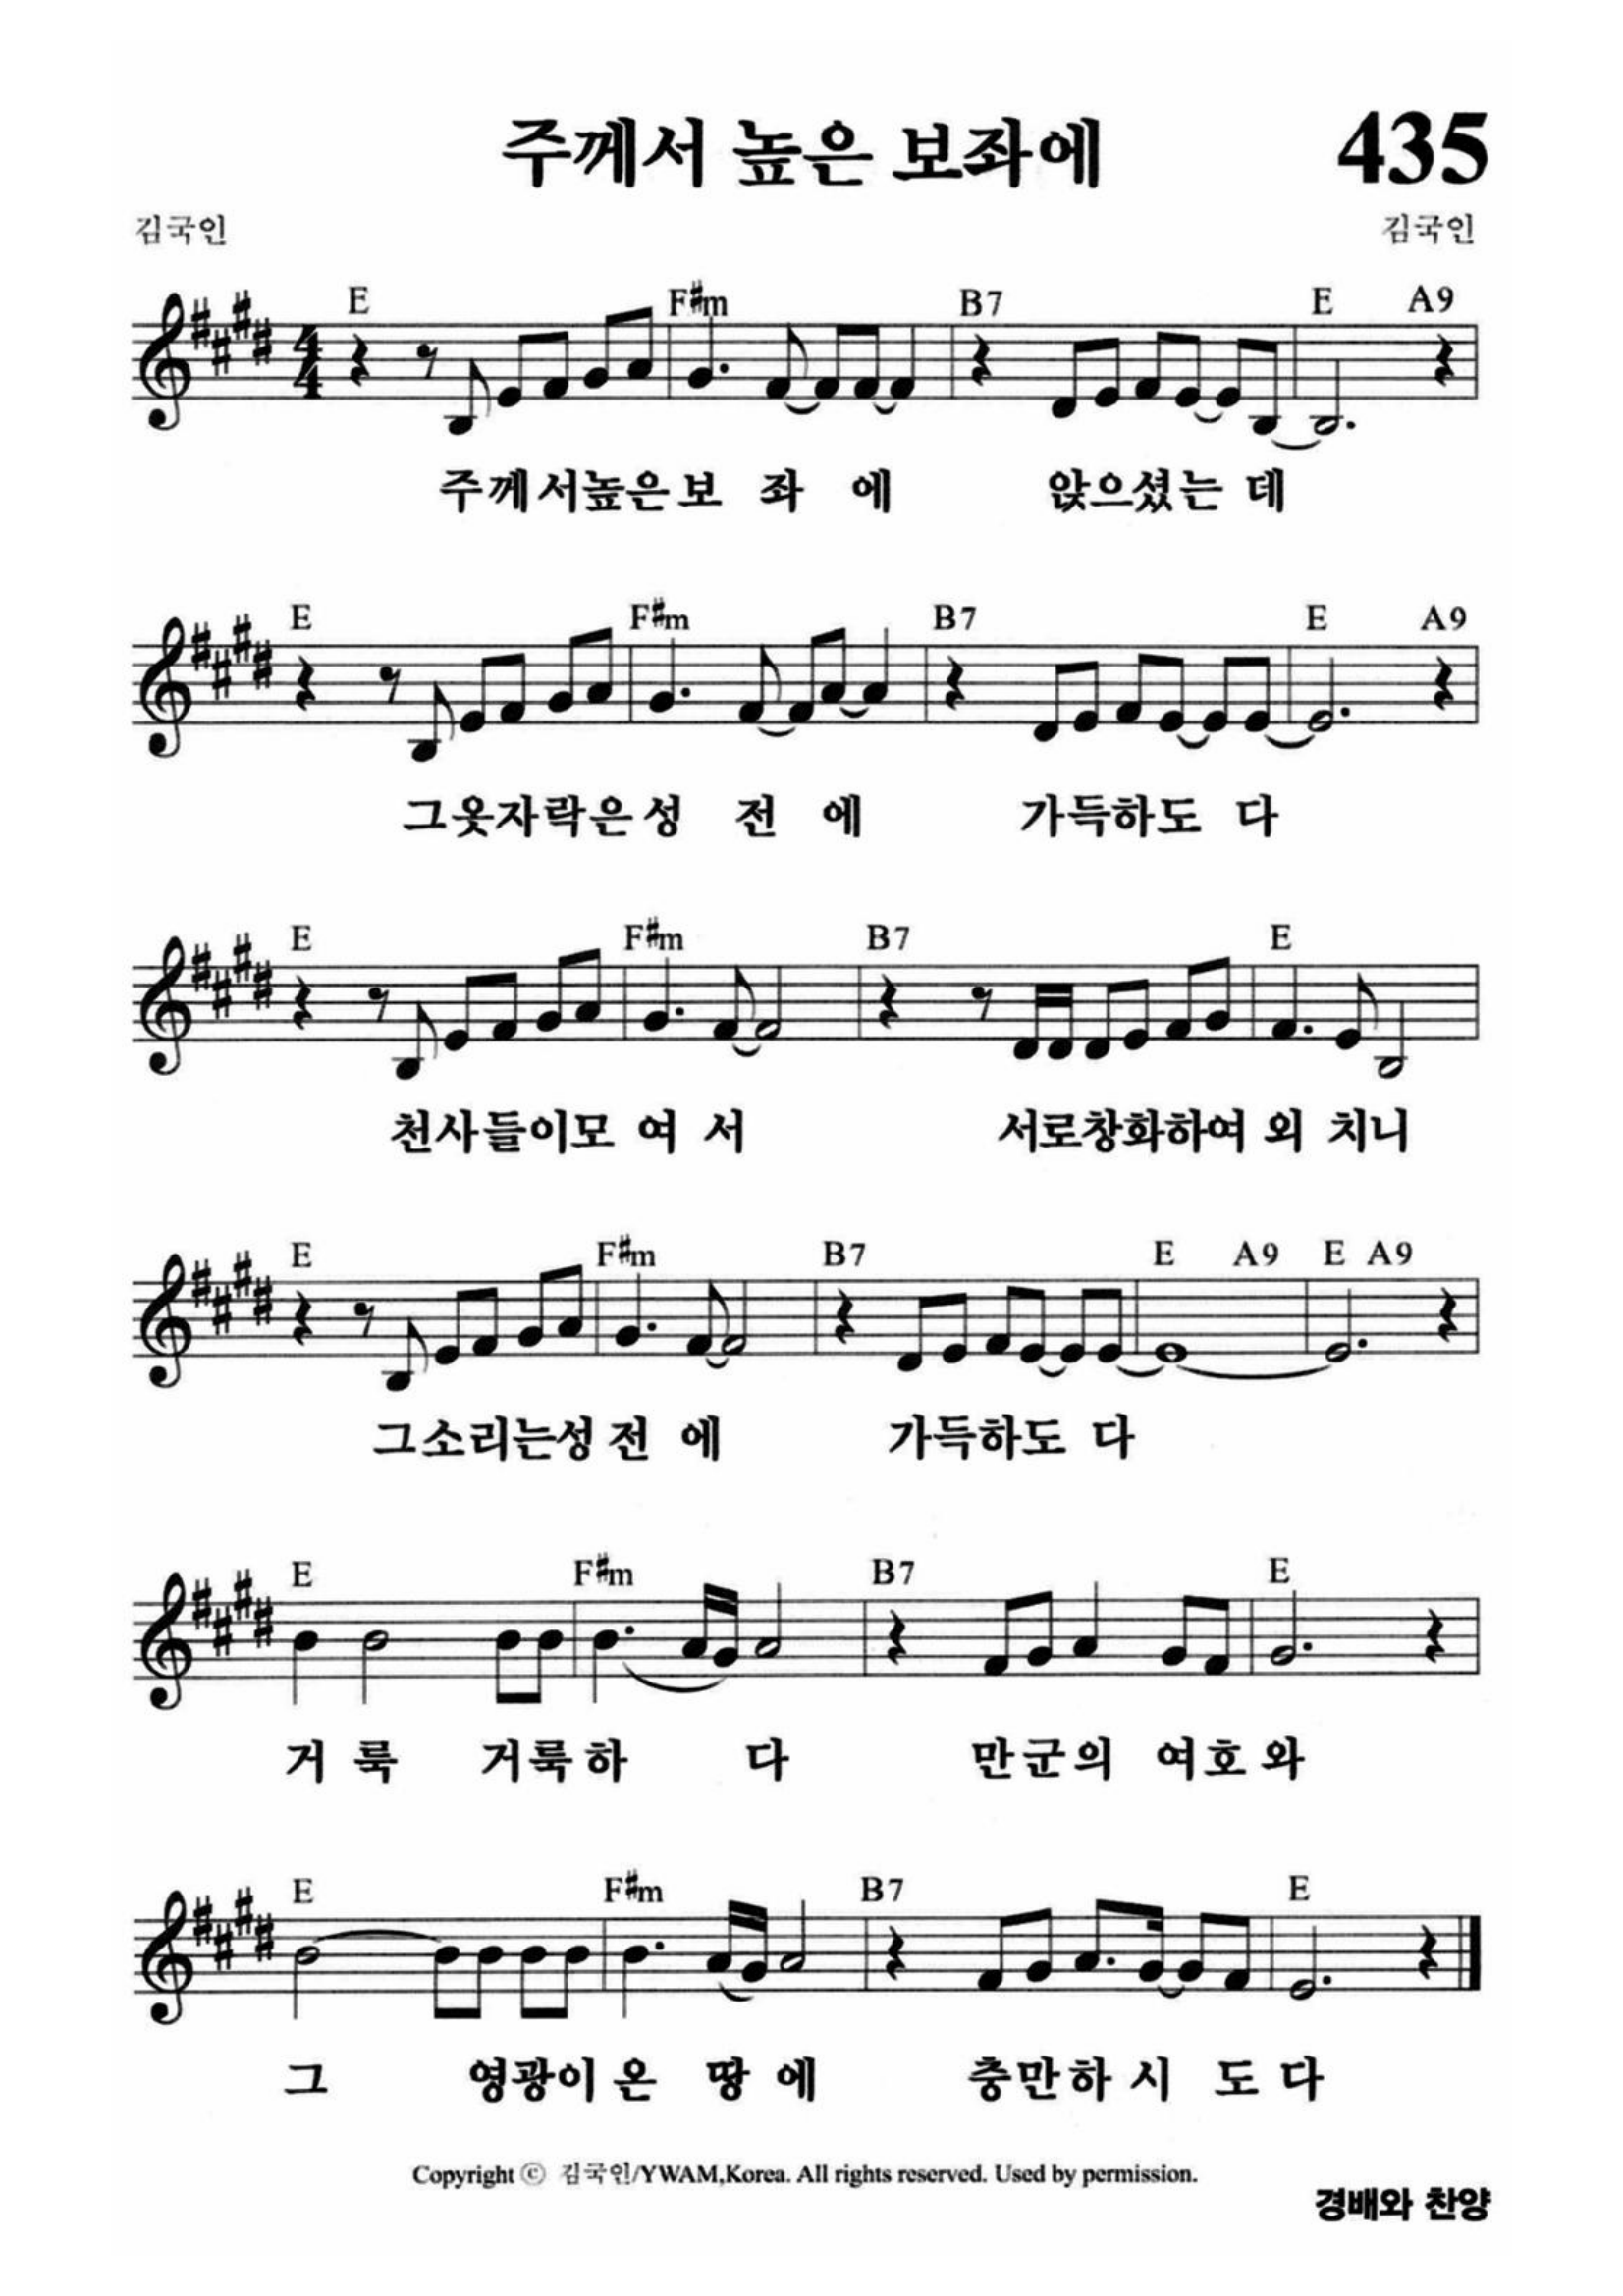 주께서 높은 보좌에 435
김국인 김국인
E F#m B7 E A9
주께서높은보 좌 에 앉으셨는 데
E F#m B7 E A9
그옷자락은성 전 에 가득하도 다
E F#m B7 E
천사들이모 여 서 서로창화하여 외 치니
E F#m B7 E A9 E A9
그소리는성 전 에 가득하도 다
E F#m B7 E
거 룩 거룩하 다 만군의 여호와
E F#m B7 E
그 영광이 온 땅 에 충만하 시 도 다
Copyright ⓒ 김국인/YWAM,Korea. All rights reserved. Used by permission.
경배와 찬양